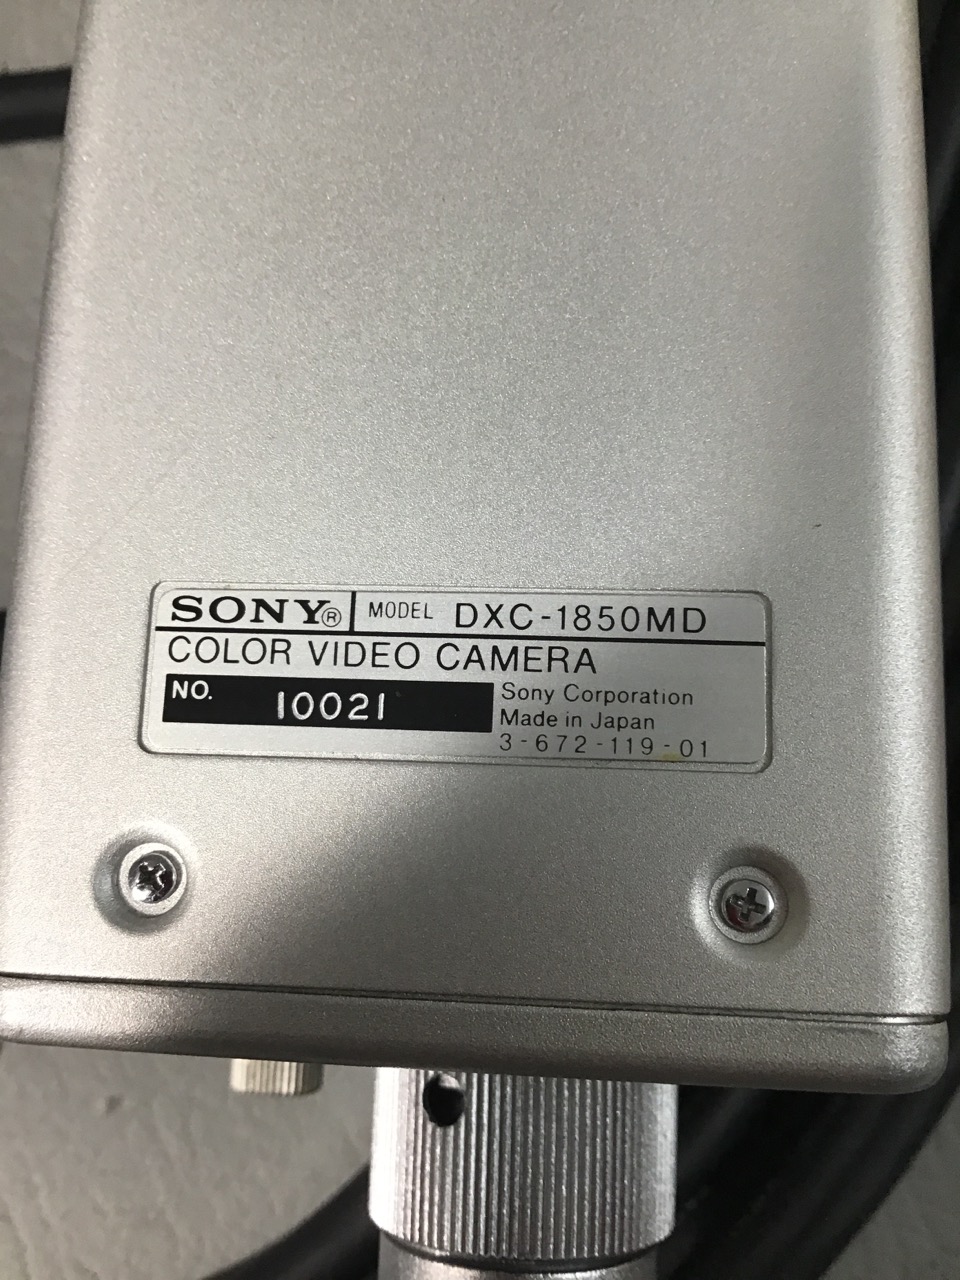 SONY® MODEL DXC-1850MD
COLOR VIDEO CAMERA
NO. 10021
Sony Corporation
Made in Japan
3-672-119-01